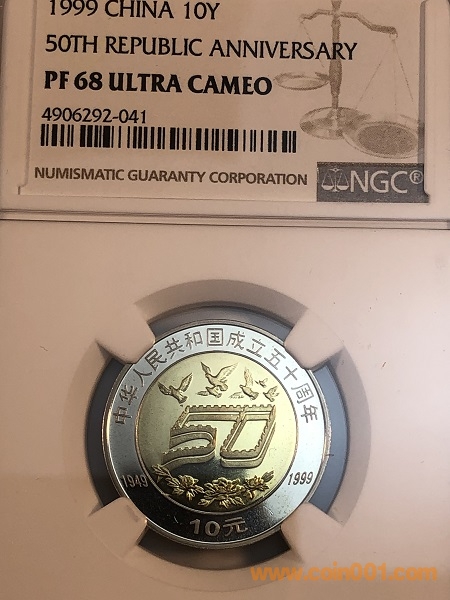 1999 CHINA 10Y
50TH REPUBLIC ANNIVERSARY
PF 68 ULTRA CAMEO
4906292-041
NUMISMATIC GUARANTY CORPORATION
NGC®
中华人民共和国成立五十周年
50
1949 1999
10元
www.coin001.com